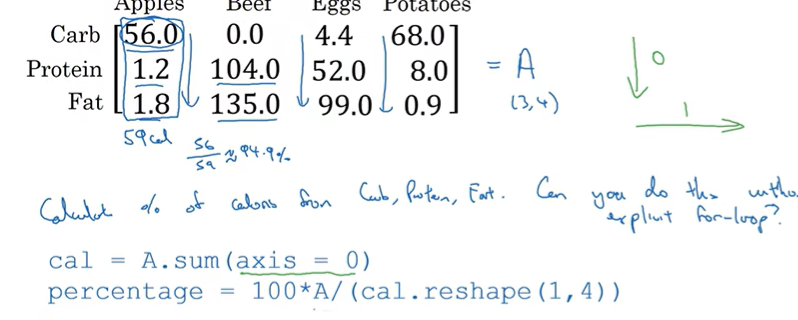 Apples Beef Eggs Potatoes
Carb 56.0 0.0 4.4 68.0
Protein 1.2 104.0 52.0 8.0 = A
Fat 1.8 135.0 99.0 0.9 (3,4)
0
1
59cal
56/59 ≈ 94.9%
Calculate % of calories from Carb, Protein, Fat. Can you do this witho
explicit for-loop?
cal = A.sum(axis = 0)
percentage = 100*A/(cal.reshape(1,4))